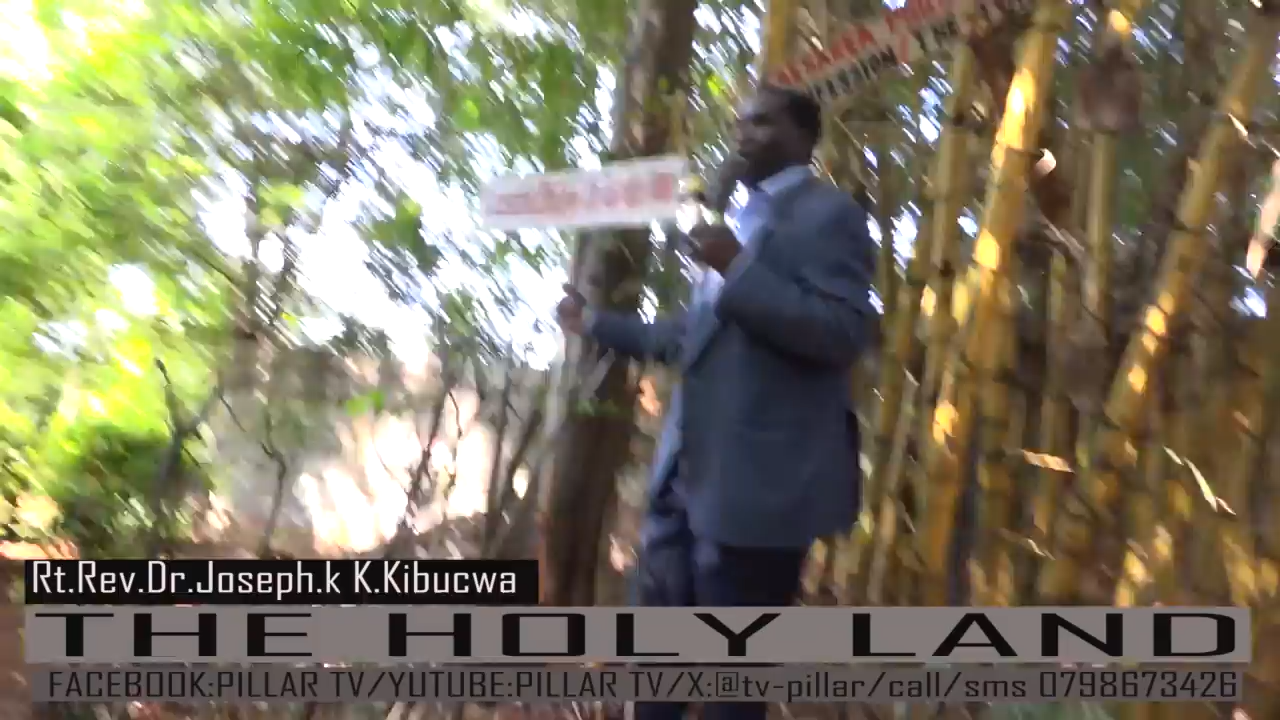 Rt.Rev.Dr.Joseph.k K.Kibucwa
THE HOLY LAND
FACEBOOK:PILLAR TV/YUTUBE:PILLAR TV/X:@tv-pillar/call/sms 0798673426